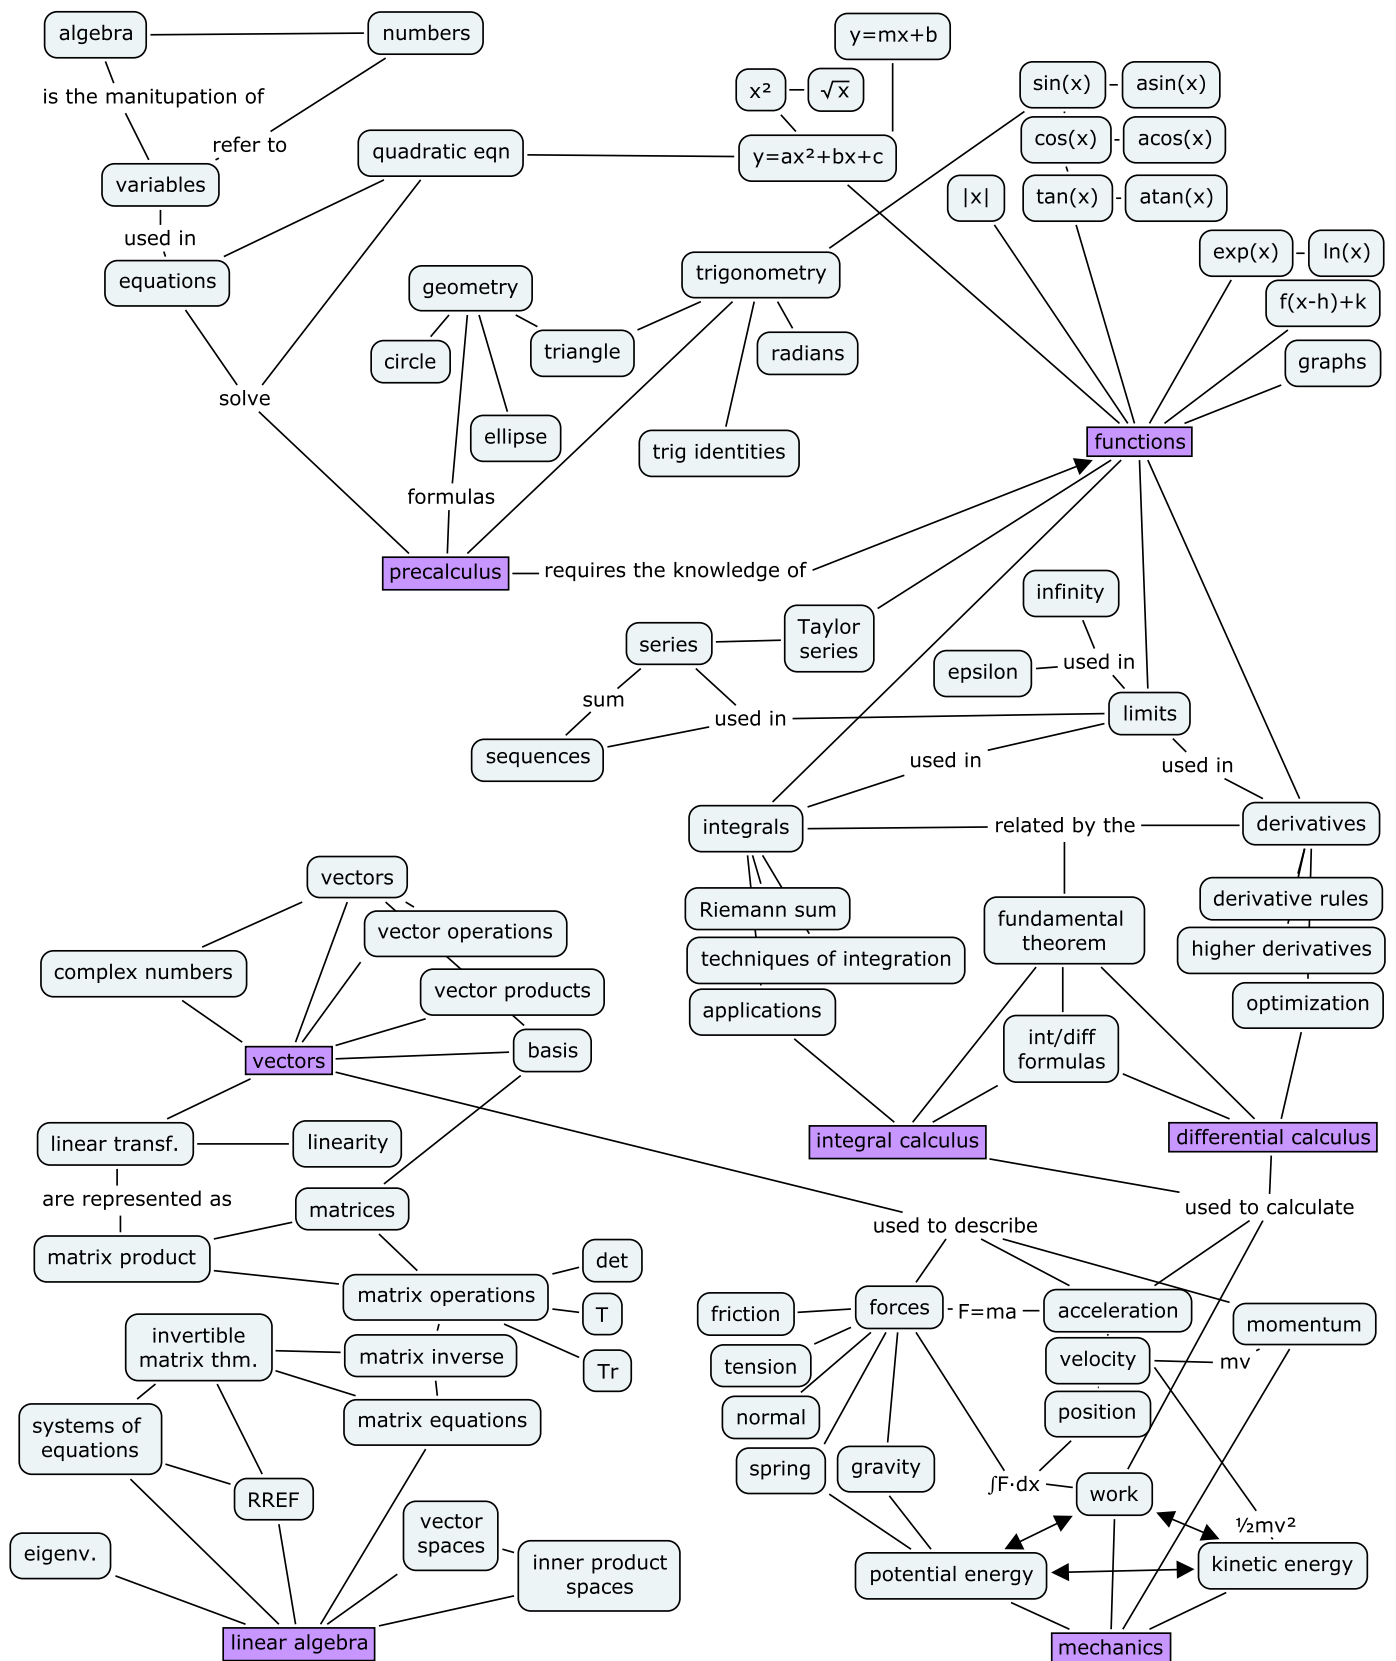 algebra
numbers
y=mx+b
x²
√x
sin(x)
asin(x)
is the manitupation of
refer to
cos(x)
acos(x)
quadratic eqn
y=ax²+bx+c
variables
|x|
tan(x)
atan(x)
used in
exp(x)
ln(x)
equations
geometry
trigonometry
f(x-h)+k
circle
triangle
radians
graphs
solve
ellipse
trig identities
functions
formulas
precalculus
requires the knowledge of
infinity
series
Taylor
series
epsilon
used in
sum
used in
limits
sequences
used in
used in
integrals
related by the
derivatives
vectors
Riemann sum
derivative rules
vector operations
fundamental
theorem
complex numbers
techniques of integration
higher derivatives
vector products
applications
optimization
vectors
basis
int/diff
formulas
linear transf.
linearity
integral calculus
differential calculus
are represented as
matrices
used to describe
used to calculate
matrix product
det
matrix operations
T
friction
forces
F=ma
acceleration
momentum
invertible
matrix thm.
matrix inverse
Tr
tension
velocity
mv
systems of
equations
matrix equations
normal
position
spring
gravity
∫F·dx
work
RREF
vector
spaces
½mv²
eigenv.
inner product
spaces
potential energy
kinetic energy
linear algebra
mechanics